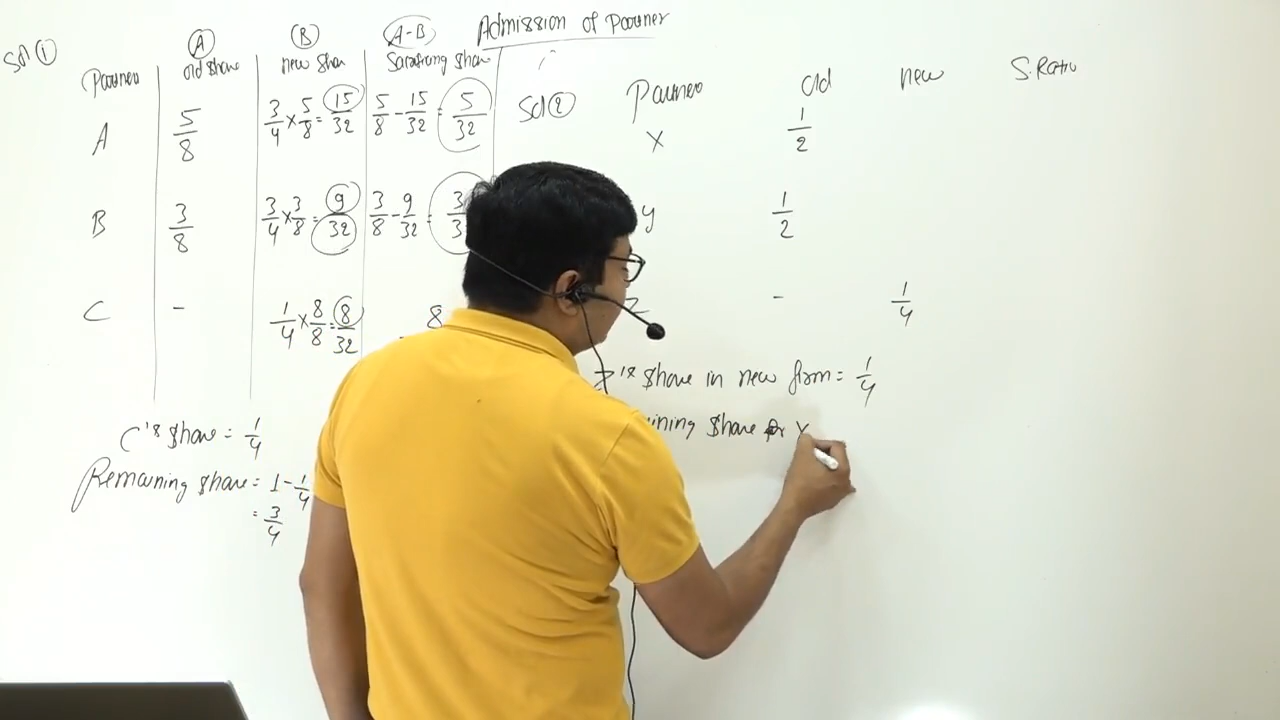 Admission of Partner
Sol ①
Partners
Ⓐ
old share
Ⓑ
new share
A-B
Sacrificing share
A
5/8
3/4 × 5/8 = 15/32
5/8 - 15/32 = 5/32
B
3/8
3/4 × 3/8 = 9/32
3/8 - 9/32 =
C
-
1/4 × 8/8 = 8/32
8
C's share = 1/4
Remaining share = 1 - 1/4
= 3/4
Sol ②
Partners
old
new
S. Ratio
X
1/2
y
1/2
Z
-
1/4
Z's share in new firm = 1/4
share for X